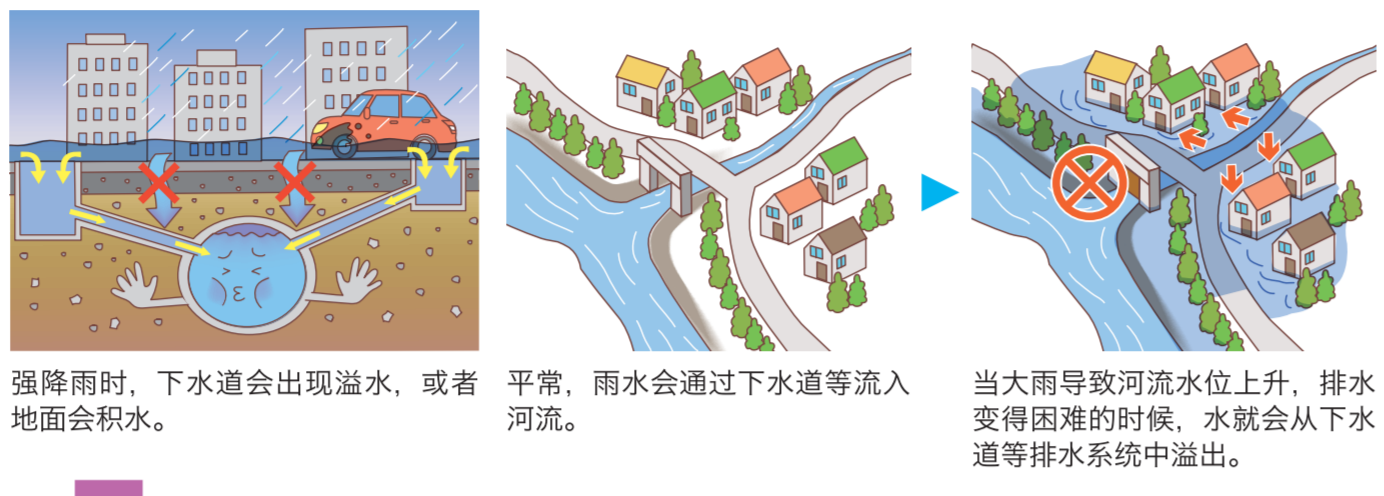 强降雨时，下水道会出现溢水，或者
地面会积水。
平常，雨水会通过下水道等流入
河流。
当大雨导致河流水位上升，排水
变得困难的时候，水就会从下水
道等排水系统中溢出。